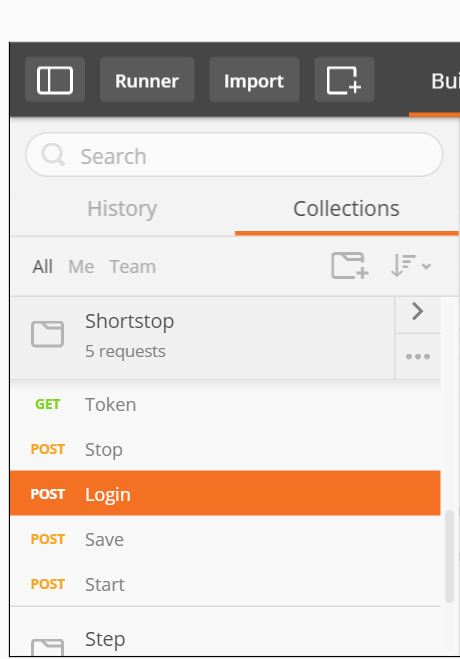 Runner Import Bui
Search
History Collections
All Me Team
Shortstop
5 requests
GET Token
POST Stop
POST Login
POST Save
POST Start
Step